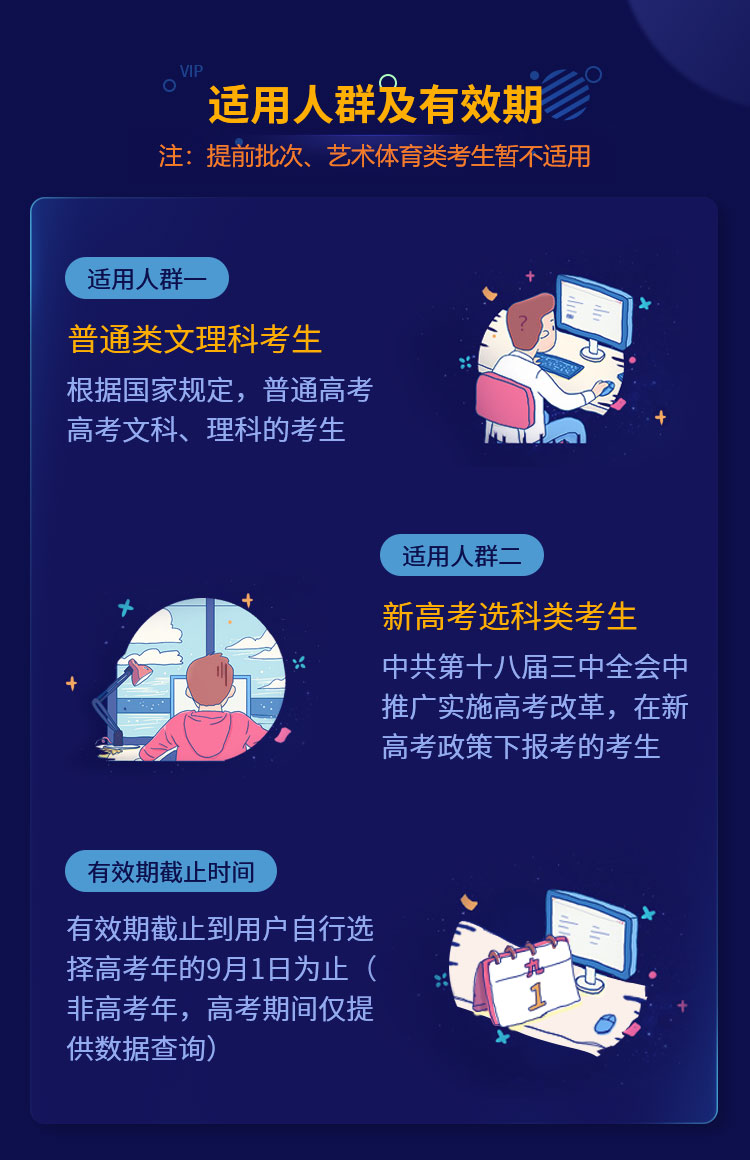 VIP
适用人群及有效期
注：提前批次、艺术体育类考生暂不适用
适用人群一
普通类文理科考生
根据国家规定，普通高考
高考文科、理科的考生
?
适用人群二
新高考选科类考生
中共第十八届三中全会中
推广实施高考改革，在新
高考政策下报考的考生
有效期截止时间
有效期截止到用户自行选
择高考年的9月1日为止（
非高考年，高考期间仅提
供数据查询）
九
1